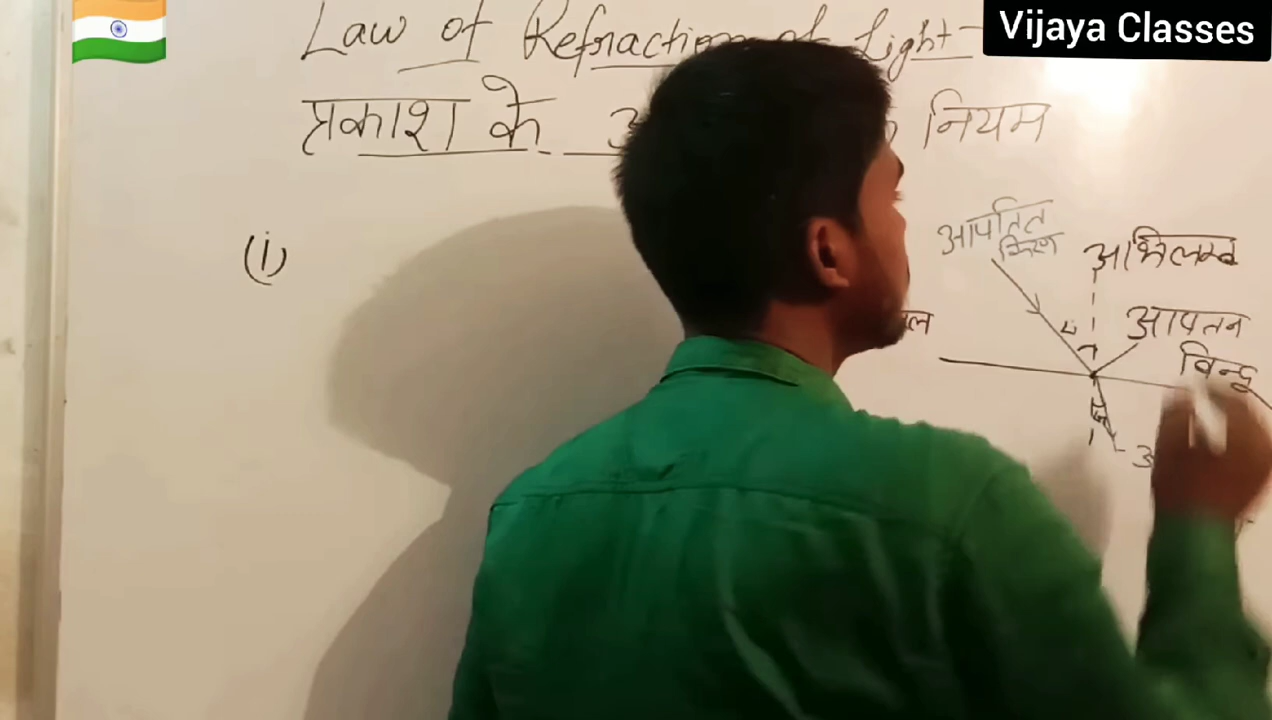 Vijaya Classes
Law of Refraction of Light-
प्रकाश के नियम
(i)
आपतित
किरण
अभिलम्ब
आपतन
बिन्दु
i
r